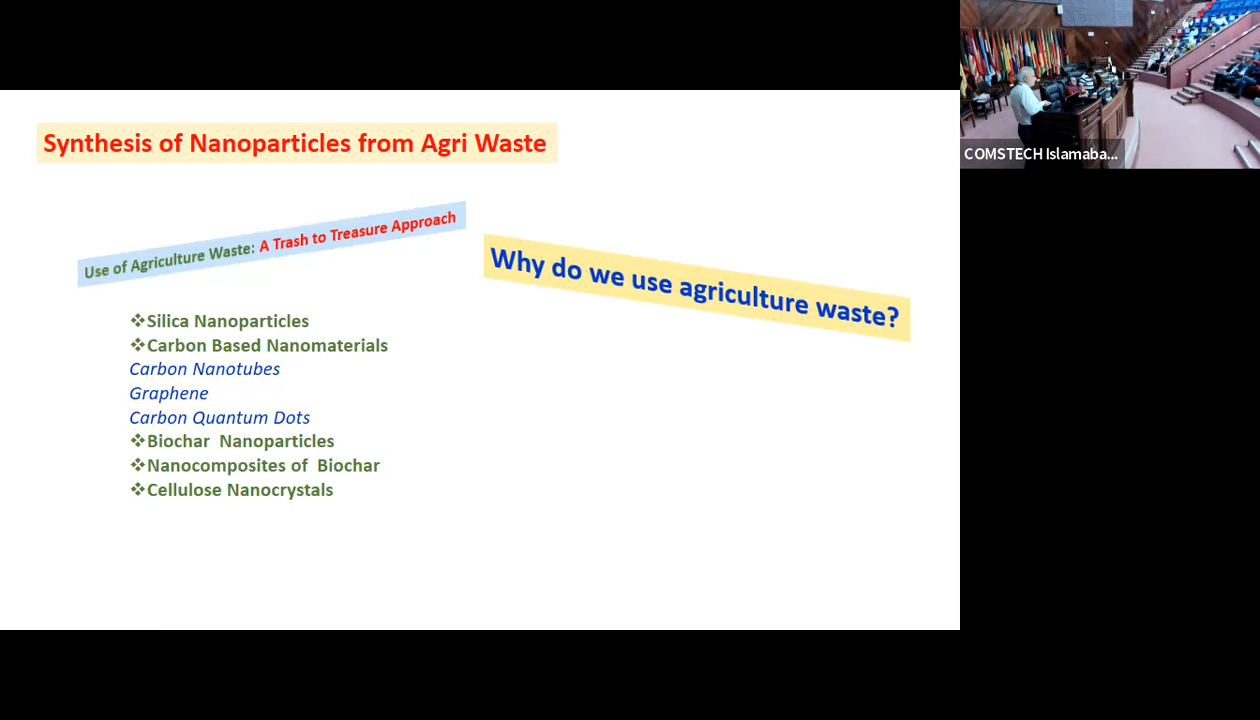 Synthesis of Nanoparticles from Agri Waste
Use of Agriculture Waste: A Trash to Treasure Approach
Why do we use agriculture waste?
❖Silica Nanoparticles
❖Carbon Based Nanomaterials
Carbon Nanotubes
Graphene
Carbon Quantum Dots
❖Biochar  Nanoparticles
❖Nanocomposites of  Biochar
❖Cellulose Nanocrystals
COMSTECH Islamaba...